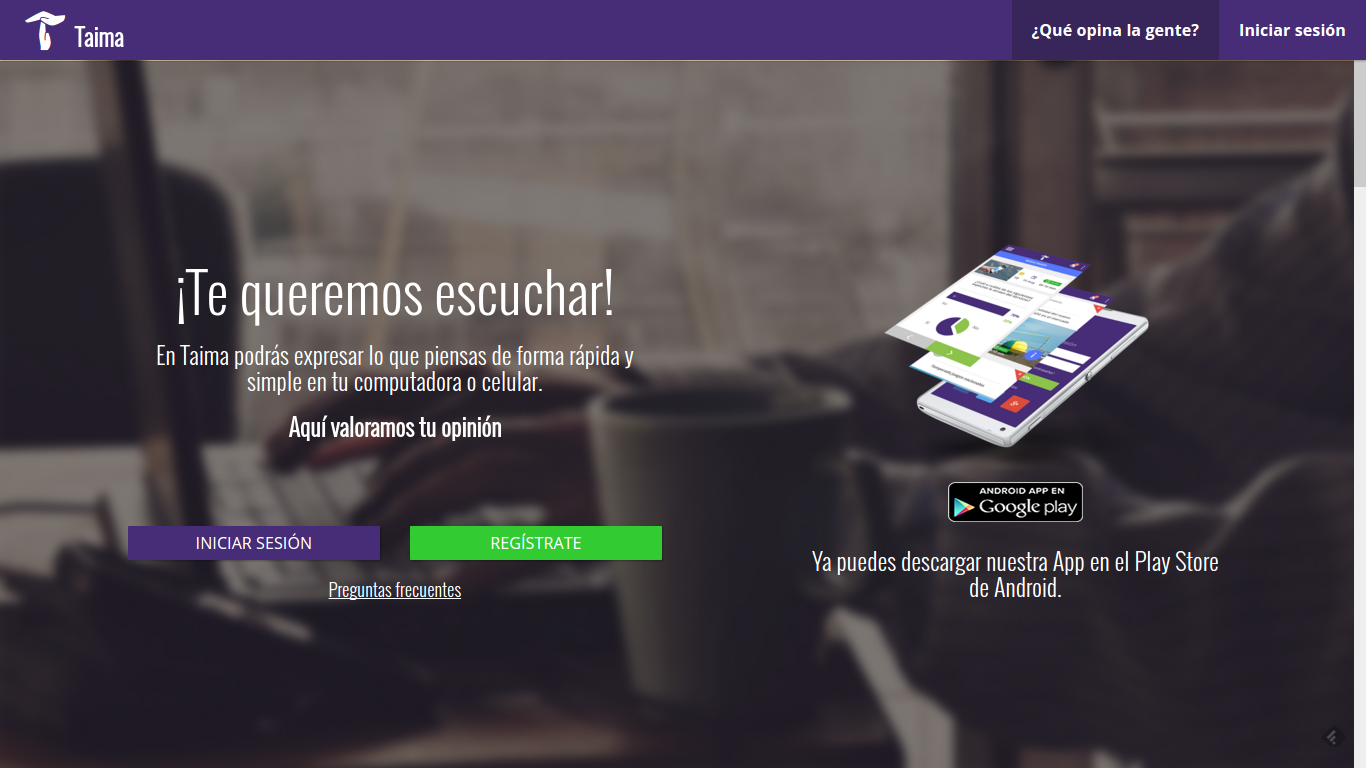 Taima
¿Qué opina la gente?
Iniciar sesión
¡Te queremos escuchar!
En Taima podrás expresar lo que piensas de forma rápida y
simple en tu computadora o celular.
Aquí valoramos tu opinión
INICIAR SESIÓN
REGÍSTRATE
Preguntas frecuentes
ANDROID APP EN
Google play
Ya puedes descargar nuestra App en el Play Store
de Android.